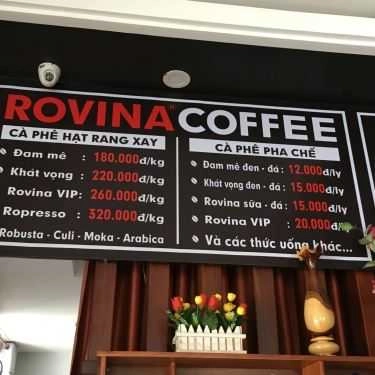 ROVINA COFFEE
CÀ PHÊ HẠT RANG XAY
Đam mê : 180.000đ/kg
Khát vọng : 220.000đ/kg
Rovina VIP: 260.000đ/kg
Ropresso : 320.000đ/kg
Robusta - Culi - Moka - Arabica
CÀ PHÊ PHA CHẾ
Đam mê đen - đá : 12.000đ/ly
Khát vọng đen - đá : 15.000đ/ly
Rovina sữa - đá : 15.000đ/ly
Rovina VIP : 20.000đ/ly
Và các thức uống khác...